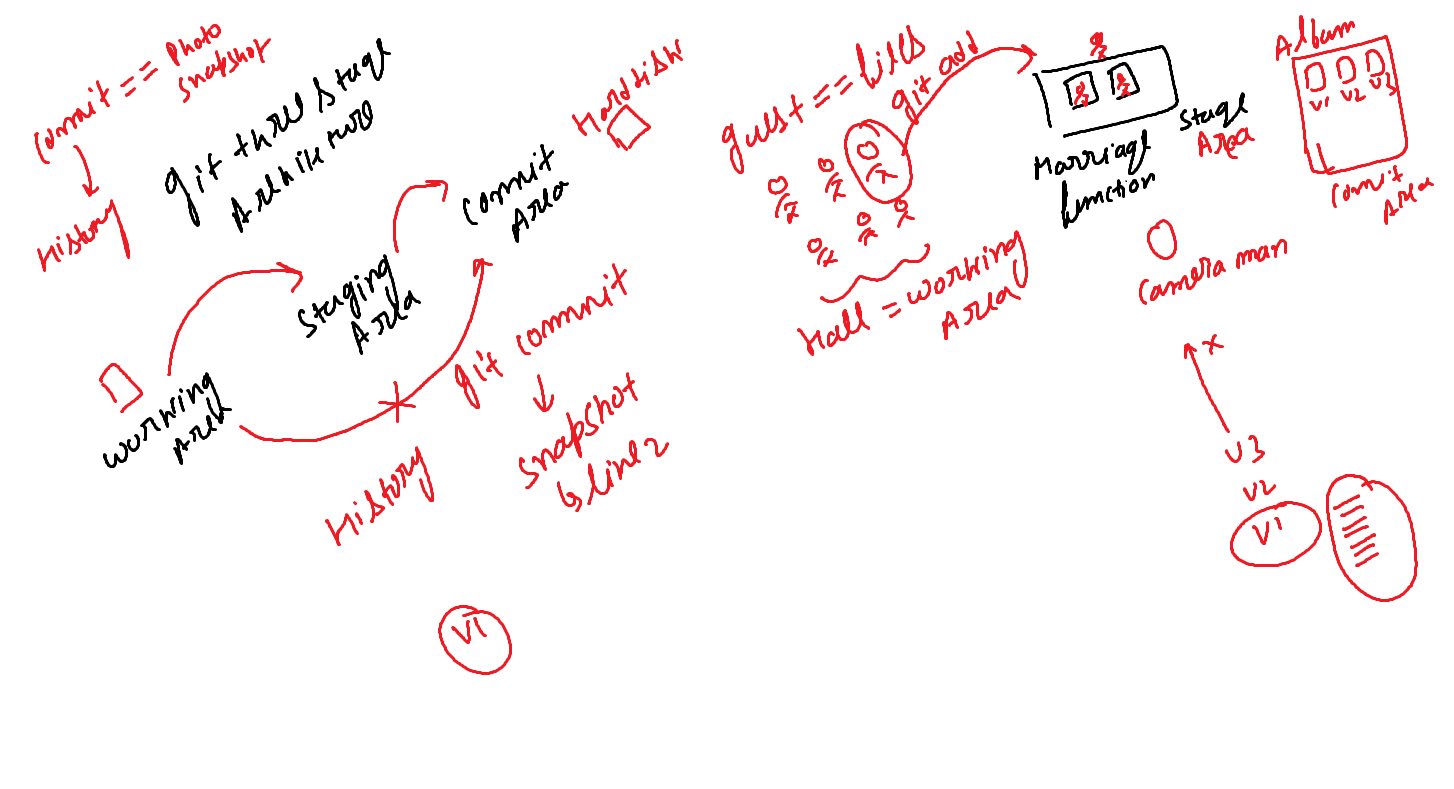 commit == Photo
snapshot
History
git three stage
Arehitecture
Harddisk
commit
Area
staging
Area
working
Area
git commit
snapshot
line 2
History
V1
guest == files
git add
Hall = working
Area
Marriage
function
stage
Area
Album
V1 V2 V3
Commit
Area
camera man
x
V3
V2
V1